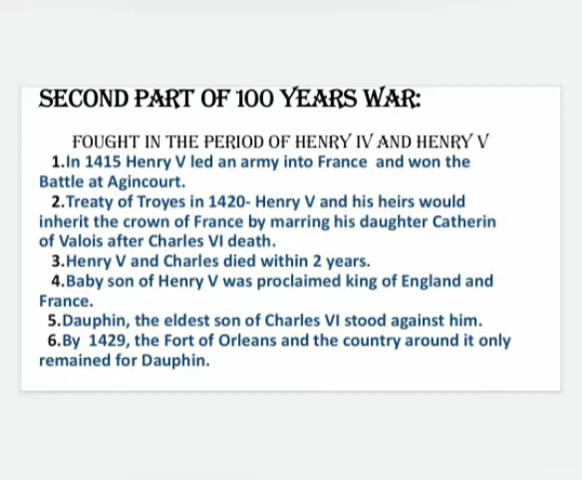 SECOND PART OF 100 YEARS WAR:
FOUGHT IN THE PERIOD OF HENRY IV AND HENRY V
1.In 1415 Henry V led an army into France and won the
Battle at Agincourt.
2.Treaty of Troyes in 1420- Henry V and his heirs would
inherit the crown of France by marring his daughter Catherin
of Valois after Charles VI death.
3.Henry V and Charles died within 2 years.
4.Baby son of Henry V was proclaimed king of England and
France.
5.Dauphin, the eldest son of Charles VI stood against him.
6.By 1429, the Fort of Orleans and the country around it only
remained for Dauphin.